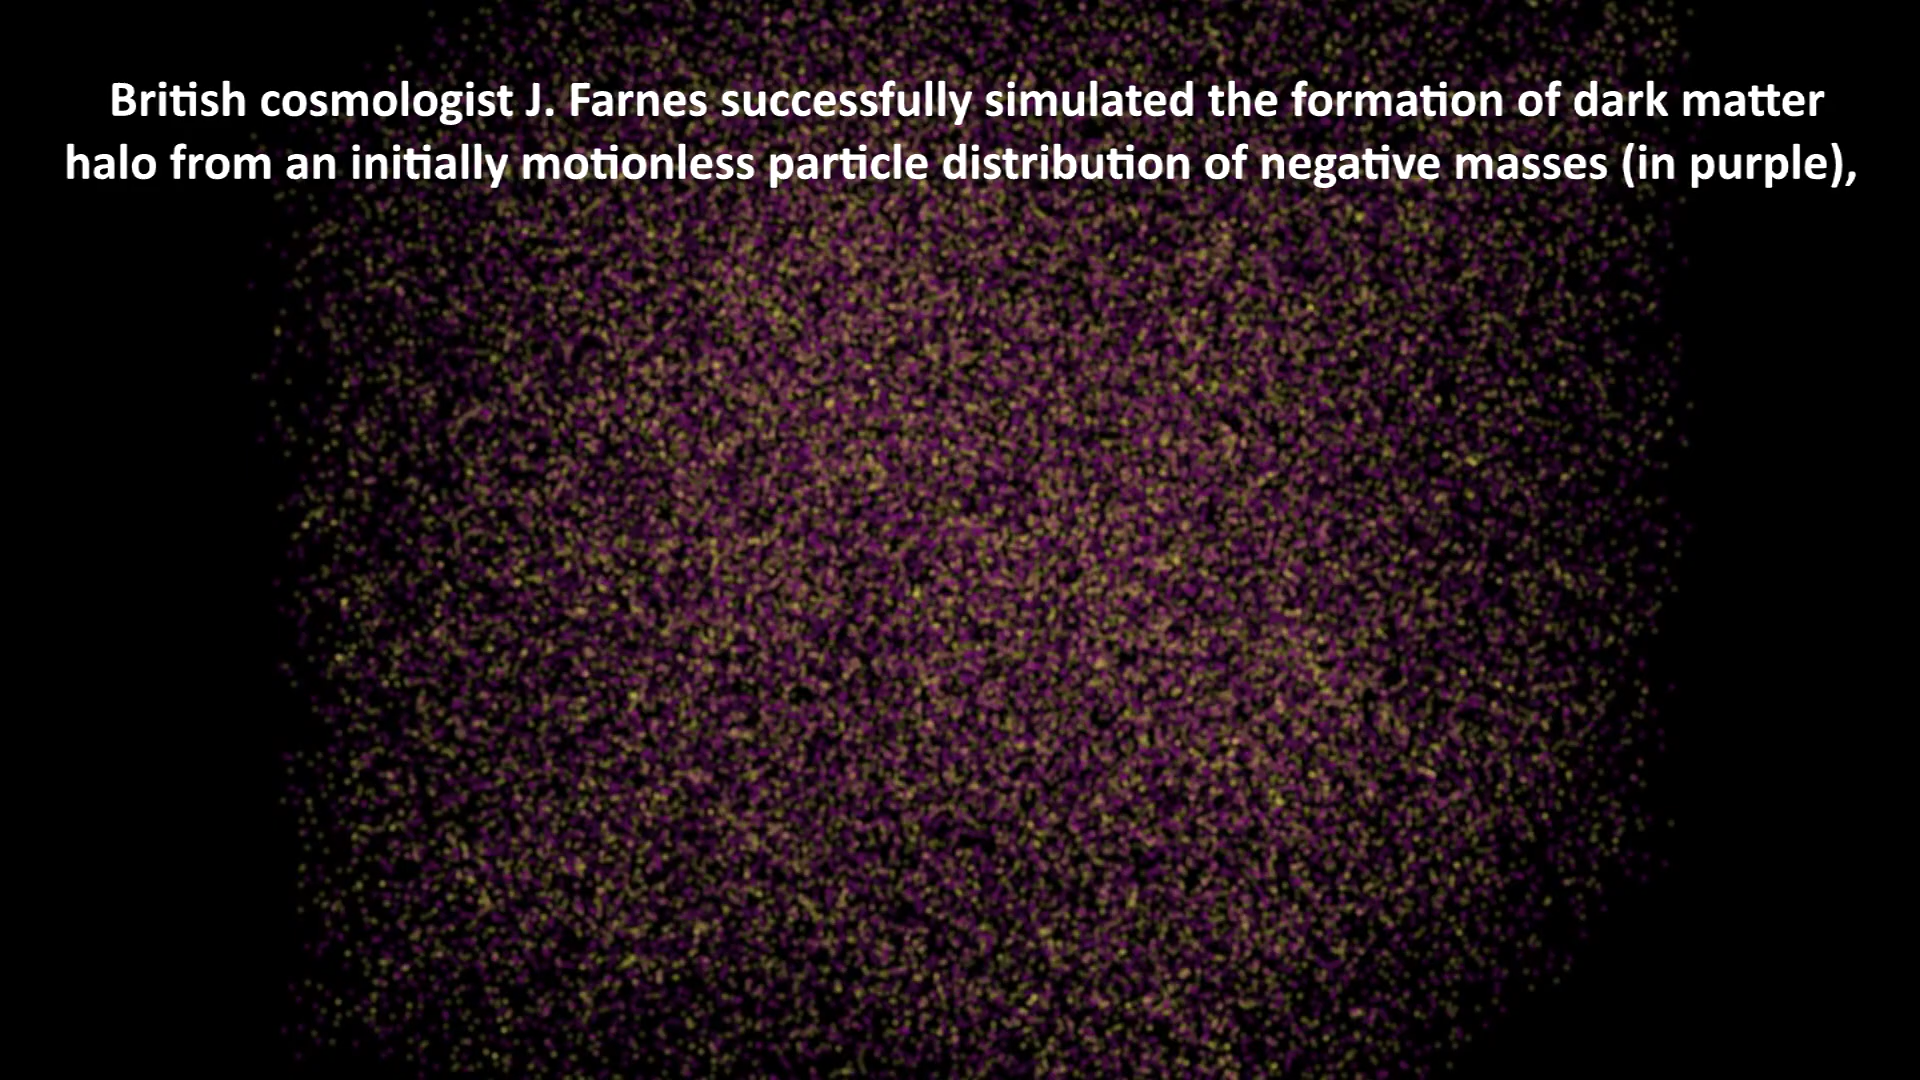 British cosmologist J. Farnes successfully simulated the formation of dark matter
halo from an initially motionless particle distribution of negative masses (in purple),